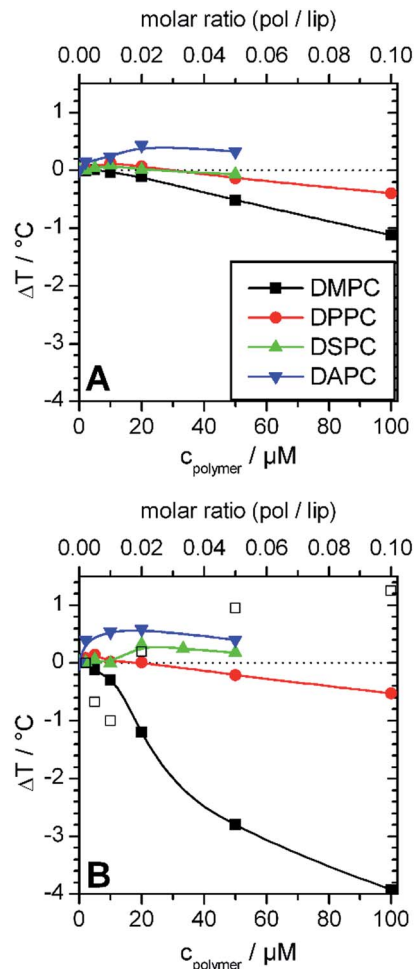 molar ratio (pol / lip)
0.00 0.02 0.04 0.06 0.08 0.10
1
0
-1
-2
-3
-4
ΔT / °C
DMPC
DPPC
DSPC
DAPC
A
0 20 40 60 80 100
c polymer / µM
molar ratio (pol / lip)
0.00 0.02 0.04 0.06 0.08 0.10
1
0
-1
-2
-3
-4
ΔT / °C
B
0 20 40 60 80 100
c polymer / µM